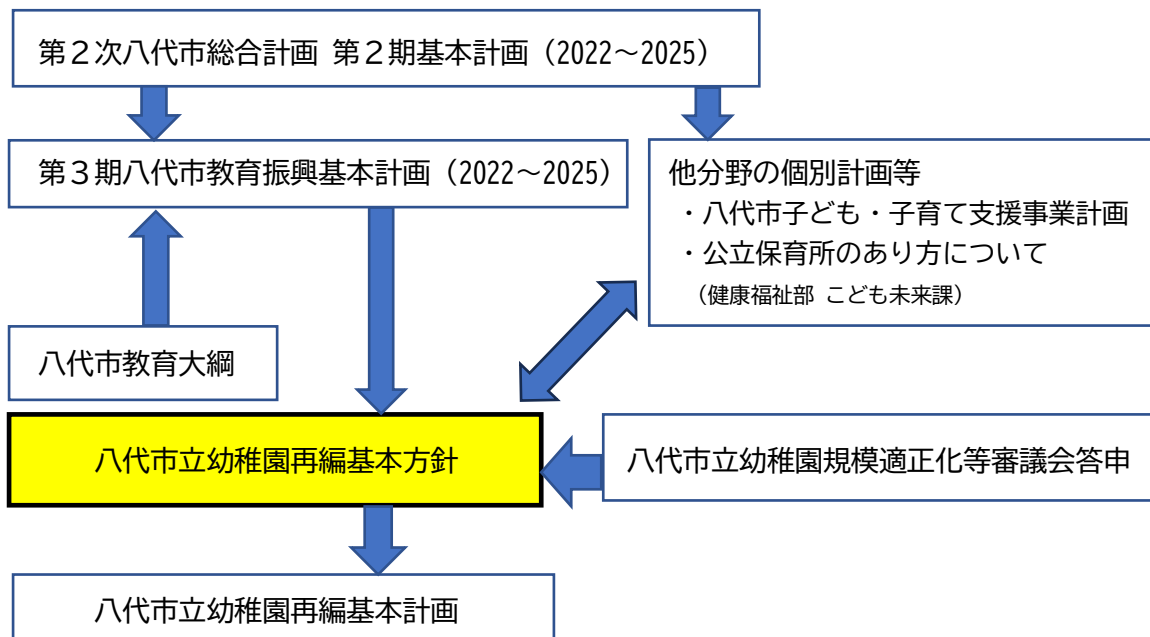 第２次八代市総合計画 第２期基本計画（2022～2025）
第３期八代市教育振興基本計画（2022～2025）
他分野の個別計画等
・八代市子ども・子育て支援事業計画
・公立保育所のあり方について
（健康福祉部 こども未来課）
八代市教育大綱
八代市立幼稚園再編基本方針
八代市立幼稚園規模適正化等審議会答申
八代市立幼稚園再編基本計画